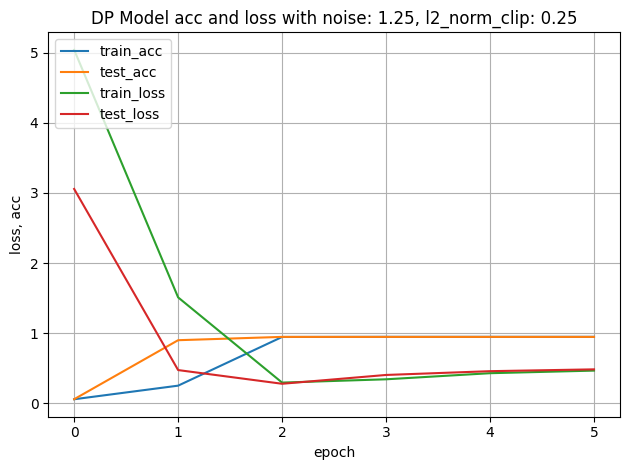 DP Model acc and loss with noise: 1.25, l2_norm_clip: 0.25
train_acc
test_acc
train_loss
test_loss
loss, acc
5
4
3
2
1
0
0 1 2 3 4 5
epoch